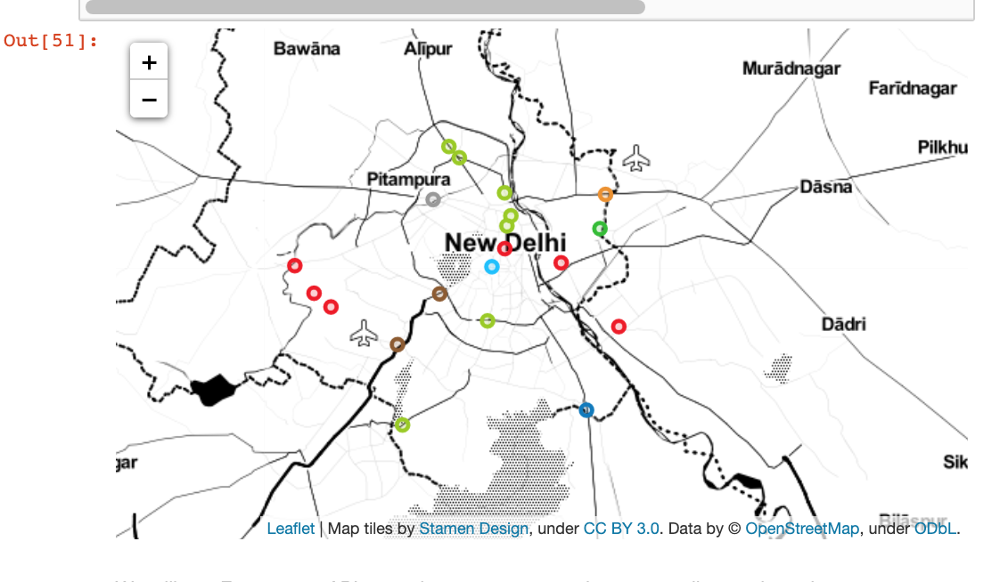 Out[51]:
+
−
Bawāna
Alīpur
Murādnagar
Farīdnagar
Pilkhu
Pitampura
Dāsna
New Delhi
Dādri
gar
Sik
Bilāspur
Leaflet | Map tiles by Stamen Design, under CC BY 3.0. Data by © OpenStreetMap, under ODbL.